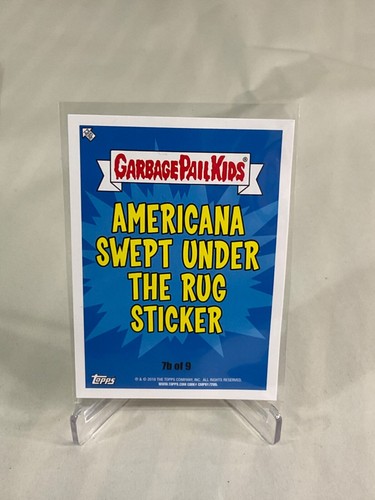 GARBAGE PAIL KIDS
AMERICANA
SWEPT UNDER
THE RUG
STICKER
7b of 9
Topps